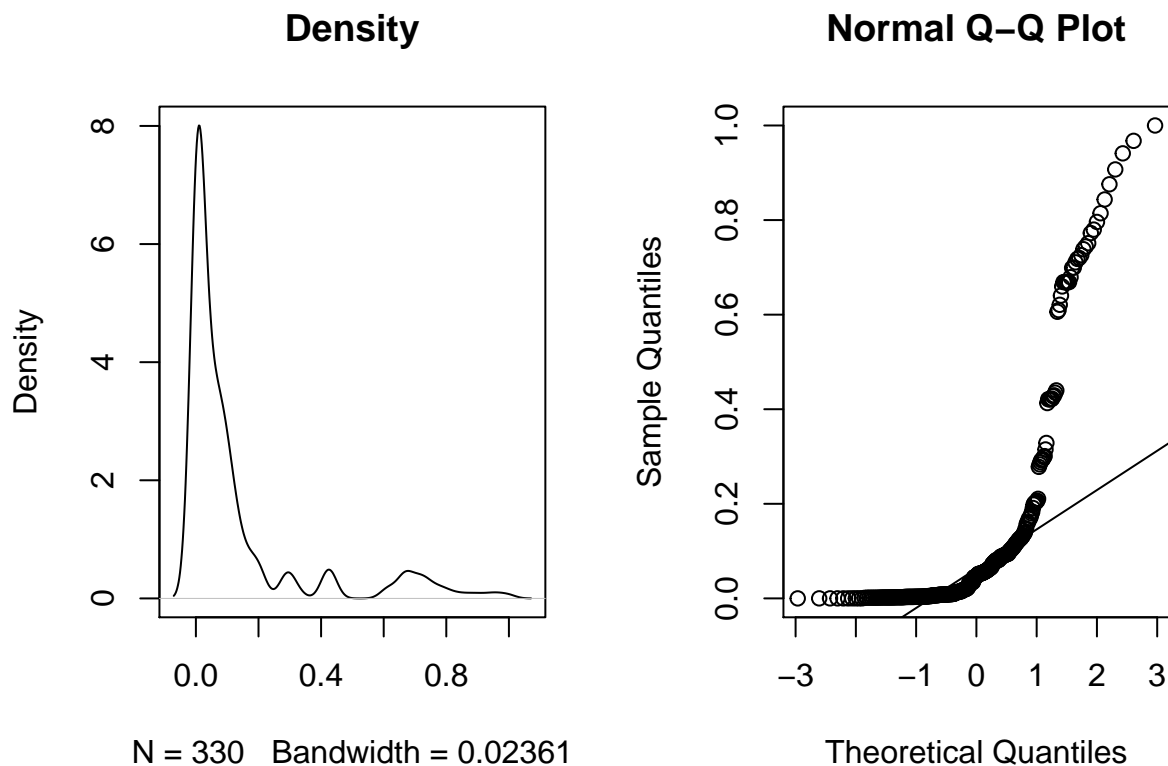 Density
Density
0 2 4 6 8
0.0 0.4 0.8
N = 330 Bandwidth = 0.02361
Normal Q−Q Plot
Sample Quantiles
0.0 0.2 0.4 0.6 0.8 1.0
−3 −1 0 1 2 3
Theoretical Quantiles